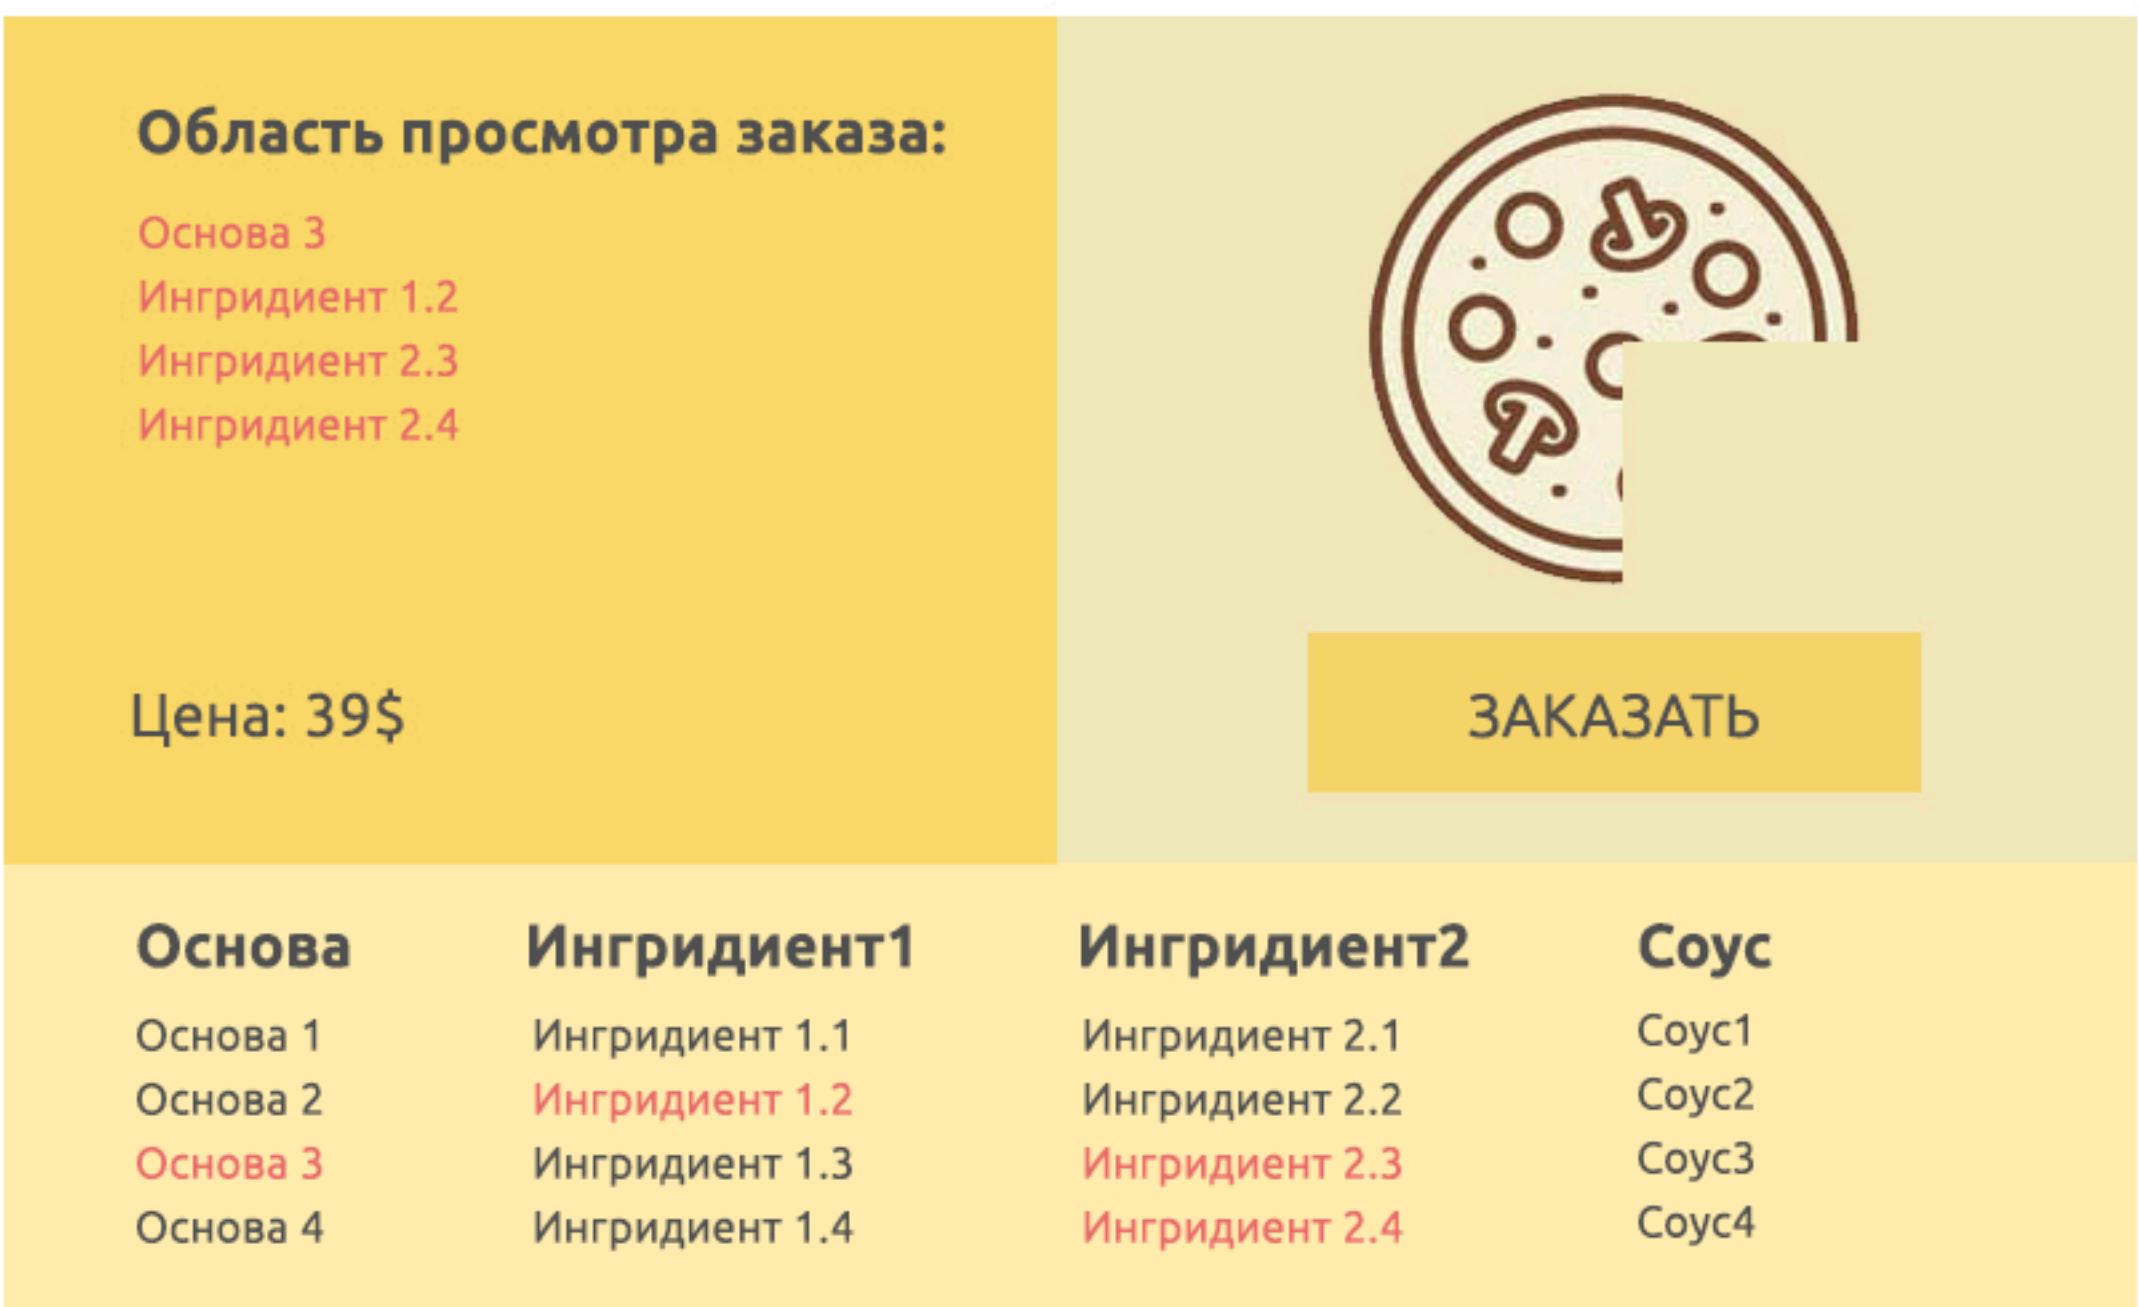 Область просмотра заказа:
Основа 3
Ингридиент 1.2
Ингридиент 2.3
Ингридиент 2.4
Цена: 39$
ЗАКАЗАТЬ
Основа
Основа 1
Основа 2
Основа 3
Основа 4
Ингридиент1
Ингридиент 1.1
Ингридиент 1.2
Ингридиент 1.3
Ингридиент 1.4
Ингридиент2
Ингридиент 2.1
Ингридиент 2.2
Ингридиент 2.3
Ингридиент 2.4
Соус
Соус1
Соус2
Соус3
Соус4